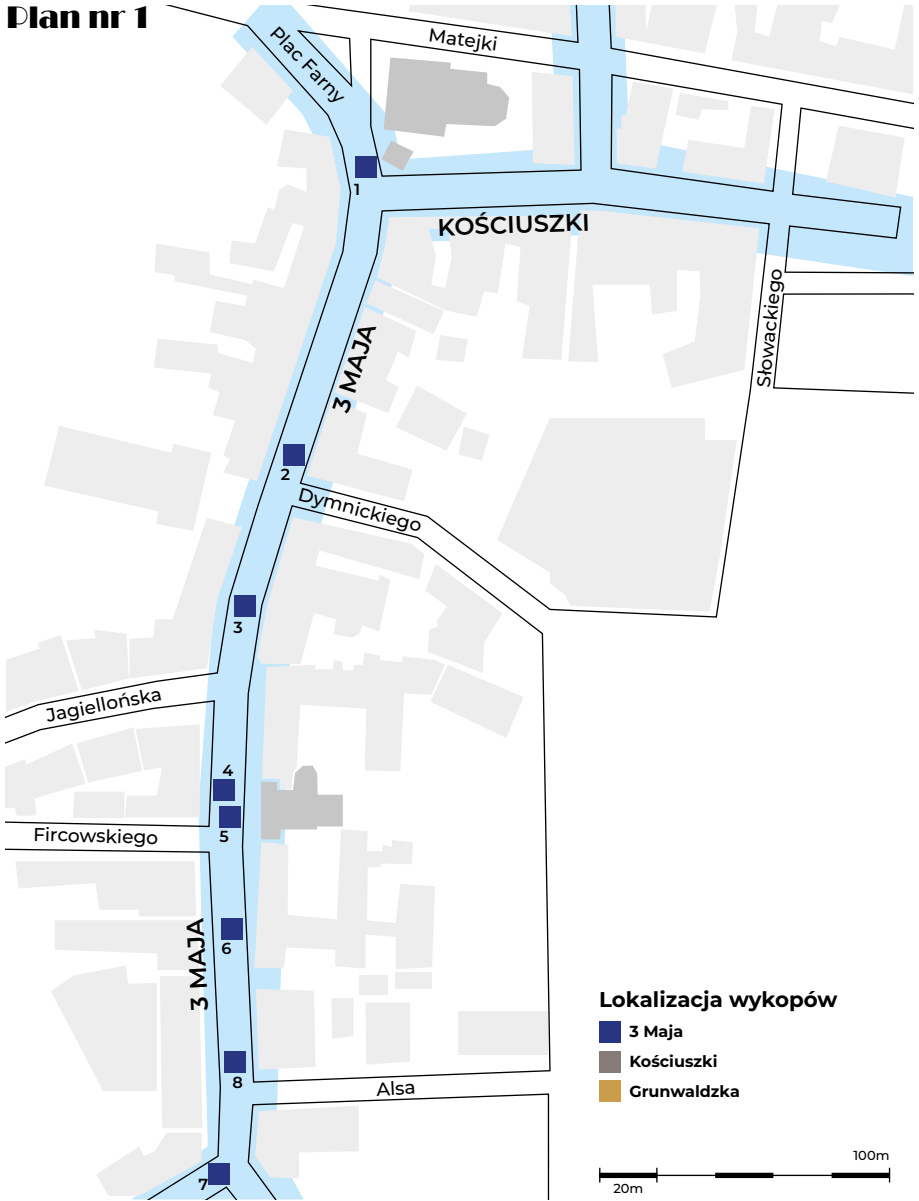 Plan nr 1
Matejki
Plac Farny
1
KOŚCIUSZKI
Słowackiego
3 MAJA
2
Dymnickiego
3
Jagiellońska
4
5
Fircowskiego
3 MAJA
6
8
Alsa
7
Lokalizacja wykopów
3 Maja
Kościuszki
Grunwaldzka
100m
20m